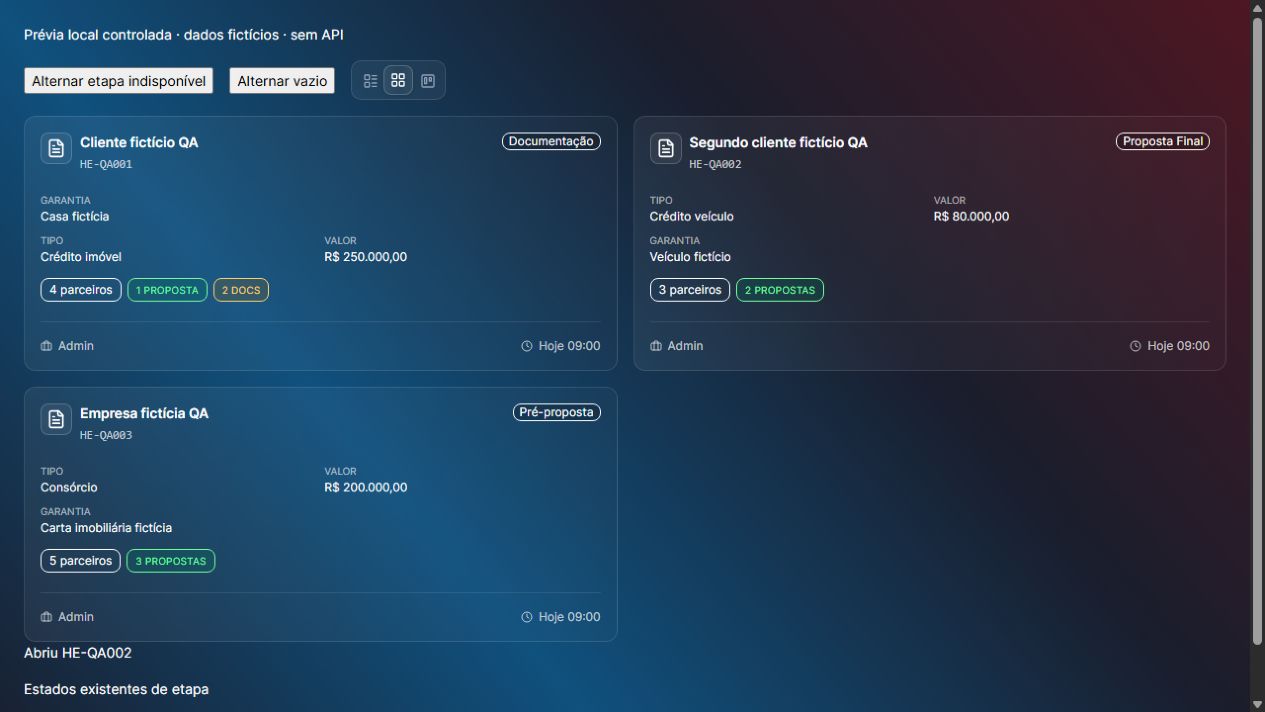 Prévia local controlada · dados fictícios · sem API
Alternar etapa indisponível
Alternar vazio
Cliente fictício QA
Documentação
HE-QA001
GARANTIA
Casa fictícia
TIPO
VALOR
Crédito imóvel
R$ 250.000,00
4 parceiros
1 PROPOSTA
2 DOCS
Admin
Hoje 09:00
Segundo cliente fictício QA
Proposta Final
HE-QA002
TIPO
VALOR
Crédito veículo
R$ 80.000,00
GARANTIA
Veículo fictício
3 parceiros
2 PROPOSTAS
Admin
Hoje 09:00
Empresa fictícia QA
Pré-proposta
HE-QA003
TIPO
VALOR
Consórcio
R$ 200.000,00
GARANTIA
Carta imobiliária fictícia
5 parceiros
3 PROPOSTAS
Admin
Hoje 09:00
Abriu HE-QA002
Estados existentes de etapa